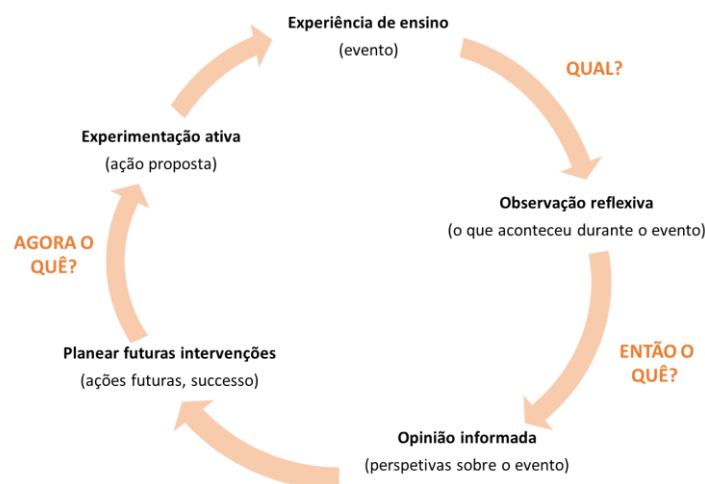 Experiência de ensino
(evento)
QUAL?
Observação reflexiva
(o que aconteceu durante o evento)
ENTÃO O
QUÊ?
Opinião informada
(perspetivas sobre o evento)
Planear futuras intervenções
(ações futuras, successo)
AGORA O
QUÊ?
Experimentação ativa
(ação proposta)